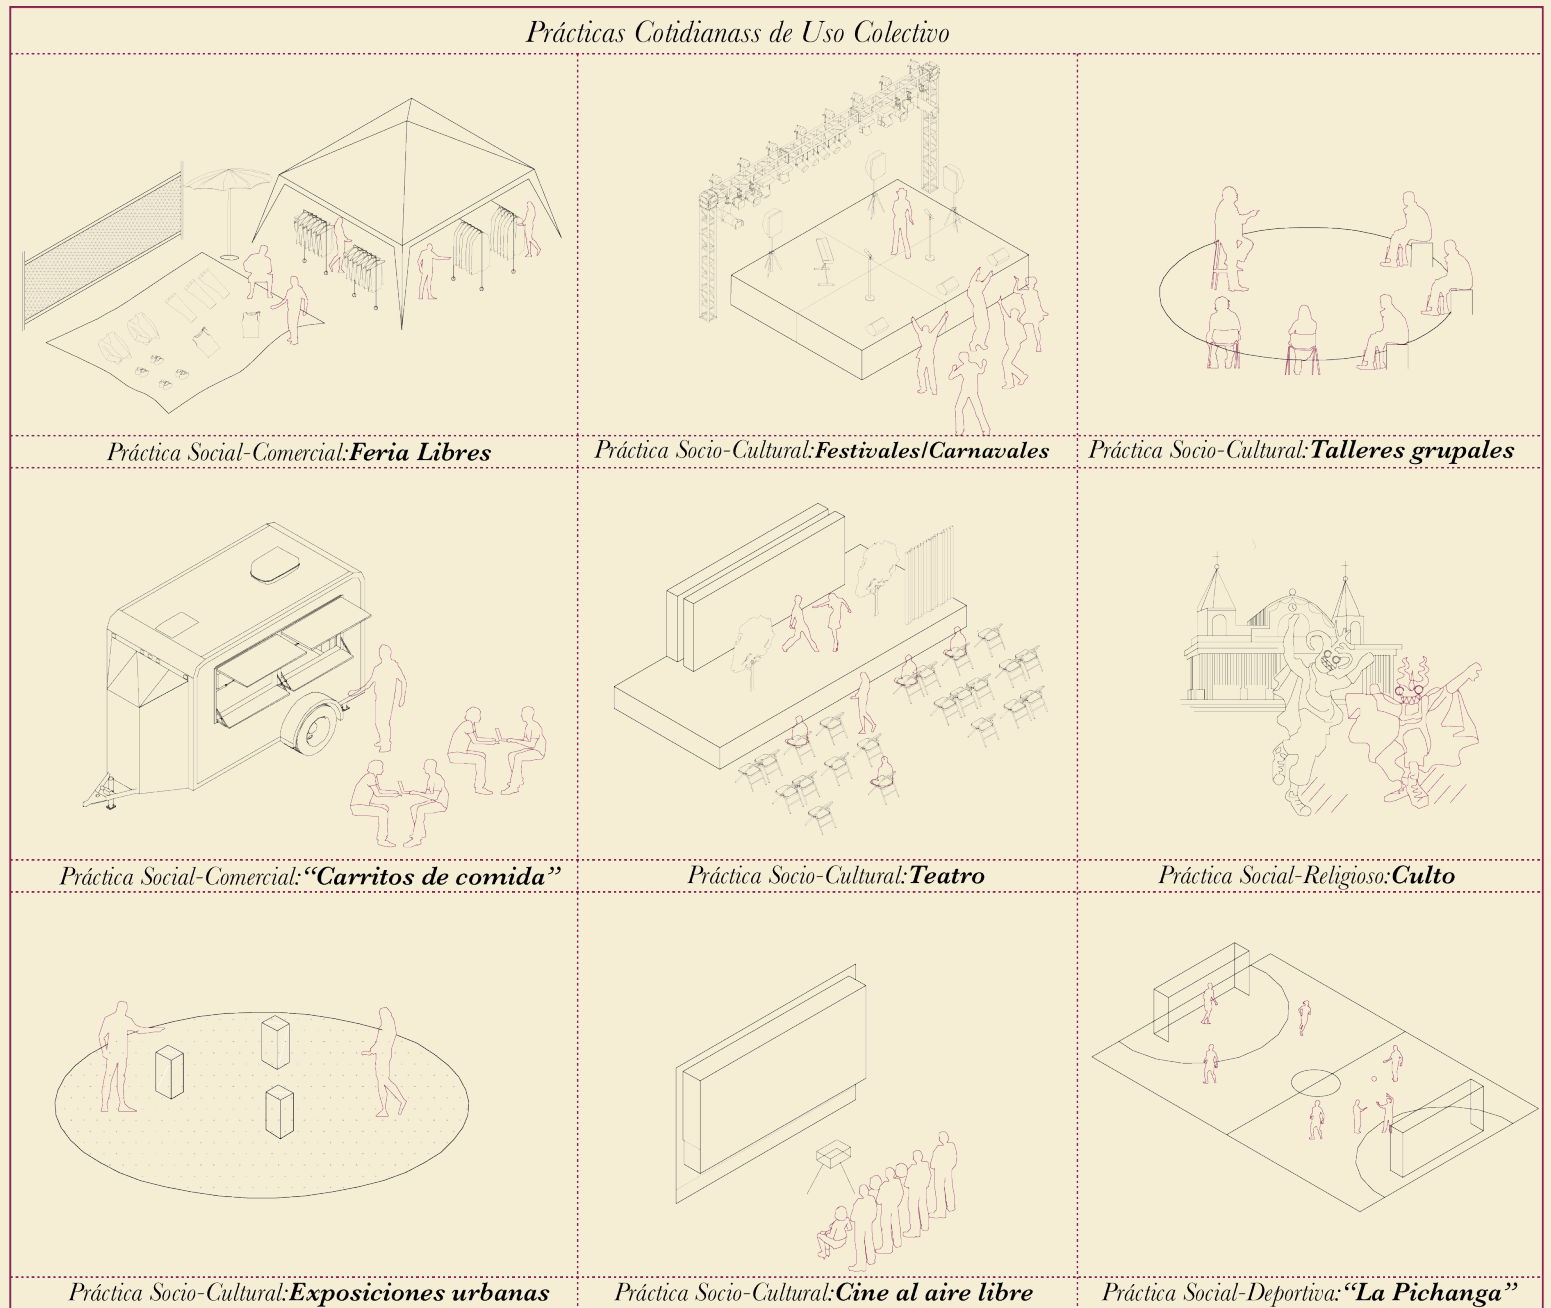 Prácticas Cotidianass de Uso Colectivo
Práctica Social-Comercial:Feria Libres
Práctica Socio-Cultural:Festivales/Carnavales
Práctica Socio-Cultural:Talleres grupales
Práctica Social-Comercial:“Carritos de comida”
Práctica Socio-Cultural:Teatro
Práctica Social-Religioso:Culto
Práctica Socio-Cultural:Exposiciones urbanas
Práctica Socio-Cultural:Cine al aire libre
Práctica Social-Deportiva:“La Pichanga”